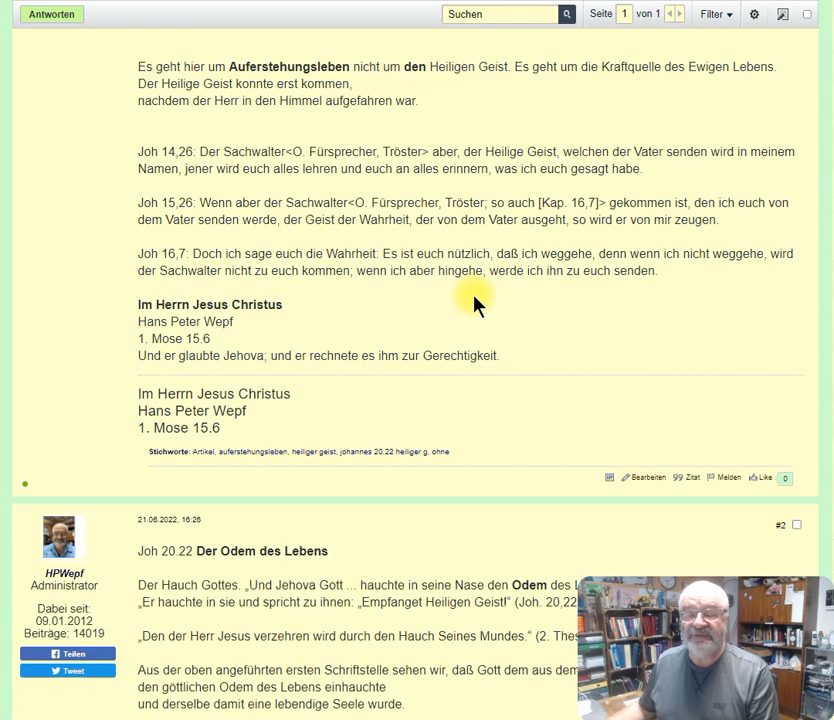 Antworten
Suchen
Seite 1 von 1
Filter
Es geht hier um Auferstehungsleben nicht um den Heiligen Geist. Es geht um die Kraftquelle des Ewigen Lebens.
Der Heilige Geist konnte erst kommen,
nachdem der Herr in den Himmel aufgefahren war.
Joh 14,26: Der Sachwalter<O. Fürsprecher, Tröster> aber, der Heilige Geist, welchen der Vater senden wird in meinem
Namen, jener wird euch alles lehren und euch an alles erinnern, was ich euch gesagt habe.
Joh 15,26: Wenn aber der Sachwalter<O. Fürsprecher, Tröster; so auch [Kap. 16,7]> gekommen ist, den ich euch von
dem Vater senden werde, der Geist der Wahrheit, der von dem Vater ausgeht, so wird er von mir zeugen.
Joh 16,7: Doch ich sage euch die Wahrheit: Es ist euch nützlich, daß ich weggehe, denn wenn ich nicht weggehe, wird
der Sachwalter nicht zu euch kommen; wenn ich aber hingehe, werde ich ihn zu euch senden.
Im Herrn Jesus Christus
Hans Peter Wepf
1. Mose 15.6
Und er glaubte Jehova; und er rechnete es ihm zur Gerechtigkeit.
Im Herrn Jesus Christus
Hans Peter Wepf
1. Mose 15.6
Stichworte: Artikel, auferstehungsleben, heiliger geist, johannes 20.22 heiliger g, ohne
Bearbeiten Zitat Melden Like 0
21.06.2022, 16:26
#2
HPWepf
Administrator
Dabei seit:
09.01.2012
Beiträge: 14019
Teilen
Tweet
Joh 20.22 Der Odem des Lebens
Der Hauch Gottes. „Und Jehova Gott ... hauchte in seine Nase den Odem des
„Er hauchte in sie und spricht zu ihnen: „Empfanget Heiligen Geist!“ (Joh. 20,22
„Den der Herr Jesus verzehren wird durch den Hauch Seines Mundes.“ (2. Thes
Aus der oben angeführten ersten Schriftstelle sehen wir, daß Gott dem aus dem
den göttlichen Odem des Lebens einhauchte
und derselbe damit eine lebendige Seele wurde.